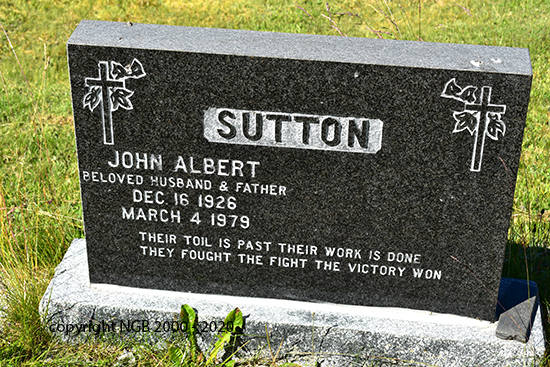 SUTTON
JOHN ALBERT
BELOVED HUSBAND & FATHER
DEC. 16 1926
MARCH 4 1979
THEIR TOIL IS PAST THEIR WORK IS DONE
THEY FOUGHT THE FIGHT THE VICTORY WON
copyright NGB 2000 - 2020